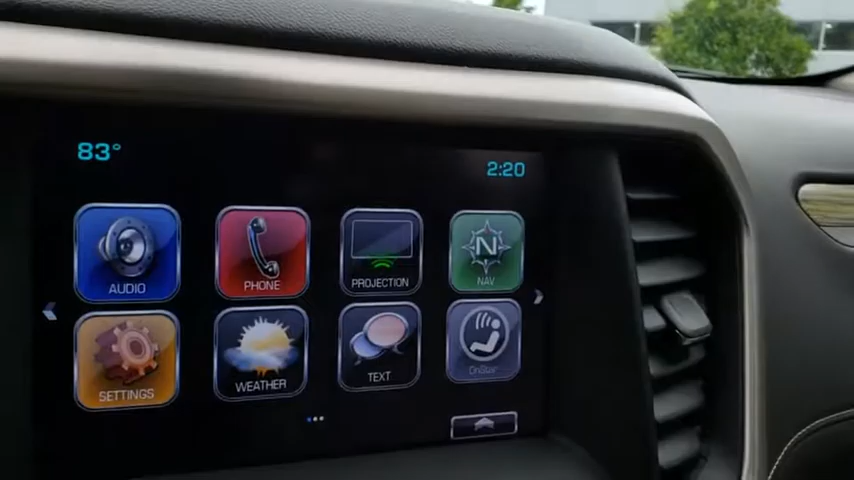 83°
2:20
AUDIO
PHONE
PROJECTION
N
NAV
SETTINGS
WEATHER
TEXT
OnStar